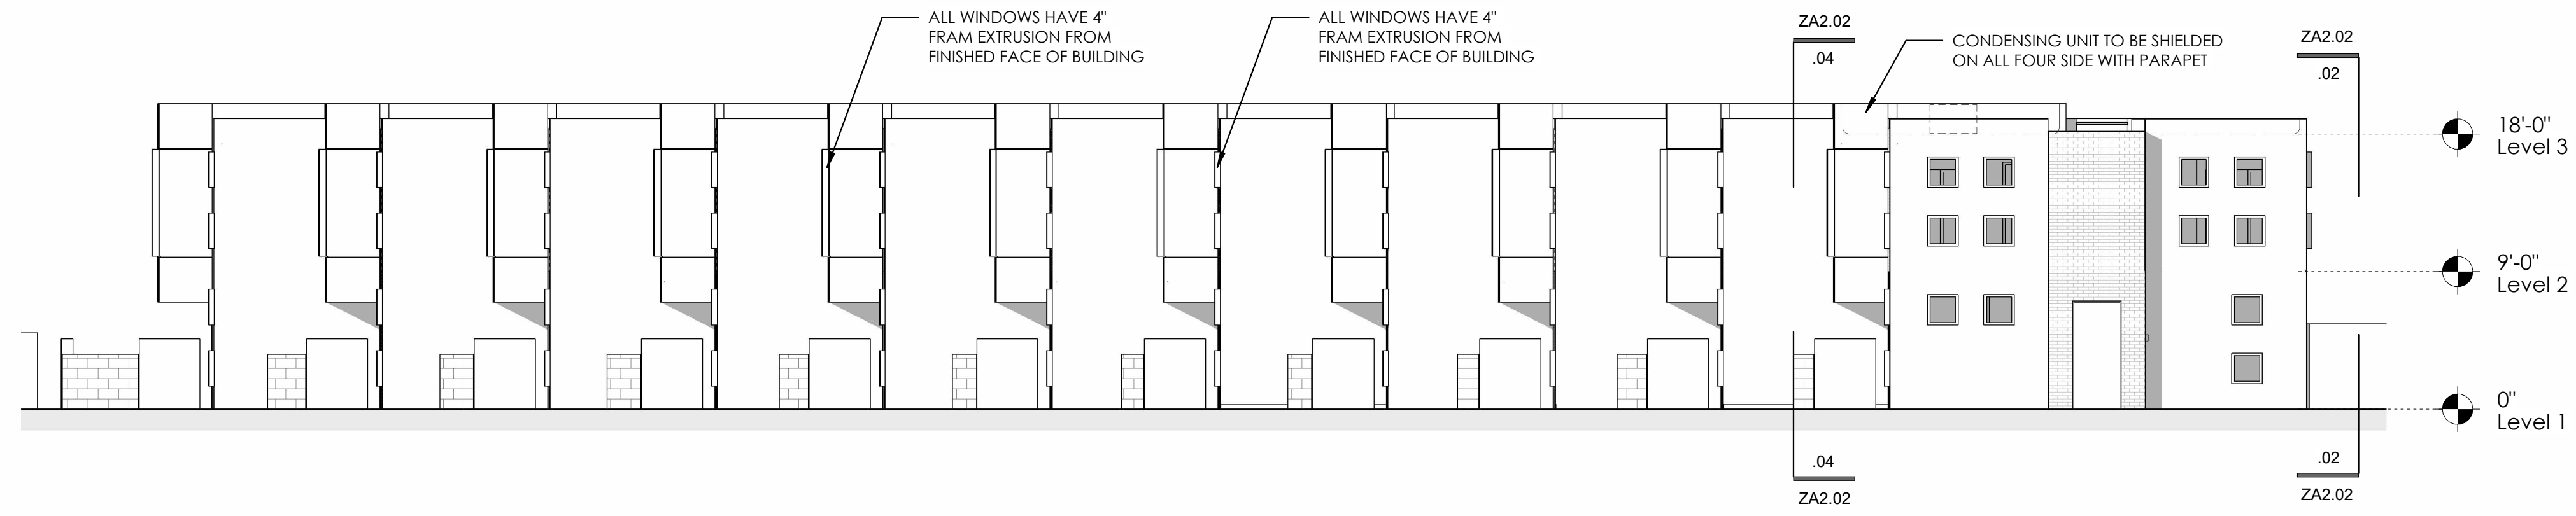 ALL WINDOWS HAVE 4"
FRAM EXTRUSION FROM
FINISHED FACE OF BUILDING
ALL WINDOWS HAVE 4"
FRAM EXTRUSION FROM
FINISHED FACE OF BUILDING
ZA2.02
.04
CONDENSING UNIT TO BE SHIELDED
ON ALL FOUR SIDE WITH PARAPET
ZA2.02
.02
18'-0"
Level 3
9'-0"
Level 2
0"
Level 1
.04
ZA2.02
.02
ZA2.02